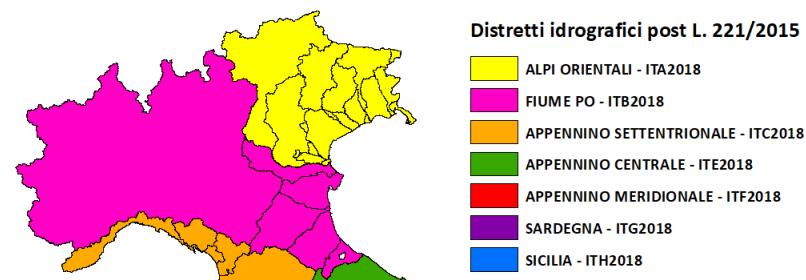 Distretti idrografici post L. 221/2015
ALPI ORIENTALI - ITA2018
FIUME PO - ITB2018
APPENNINO SETTENTRIONALE - ITC2018
APPENNINO CENTRALE - ITE2018
APPENNINO MERIDIONALE - ITF2018
SARDEGNA - ITG2018
SICILIA - ITH2018